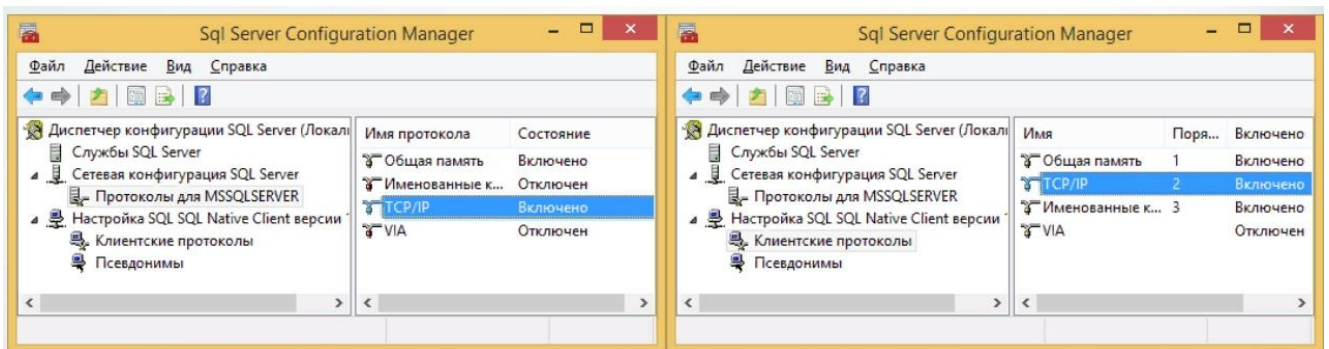 Sql Server Configuration Manager
Файл Действие Вид Справка
Диспетчер конфигурации SQL Server (Локаль
Службы SQL Server
Сетевая конфигурация SQL Server
Протоколы для MSSQLSERVER
Настройка SQL SQL Native Client версии
Клиентские протоколы
Псевдонимы
Имя протокола Состояние
Общая память Включено
Именованные к... Отключен
TCP/IP Включено
VIA Отключен
Sql Server Configuration Manager
Файл Действие Вид Справка
Диспетчер конфигурации SQL Server (Локаль
Службы SQL Server
Сетевая конфигурация SQL Server
Протоколы для MSSQLSERVER
Настройка SQL SQL Native Client версии
Клиентские протоколы
Псевдонимы
Имя Поря... Включено
Общая память 1 Включено
TCP/IP 2 Включено
Именованные к... 3 Включено
VIA Отключен